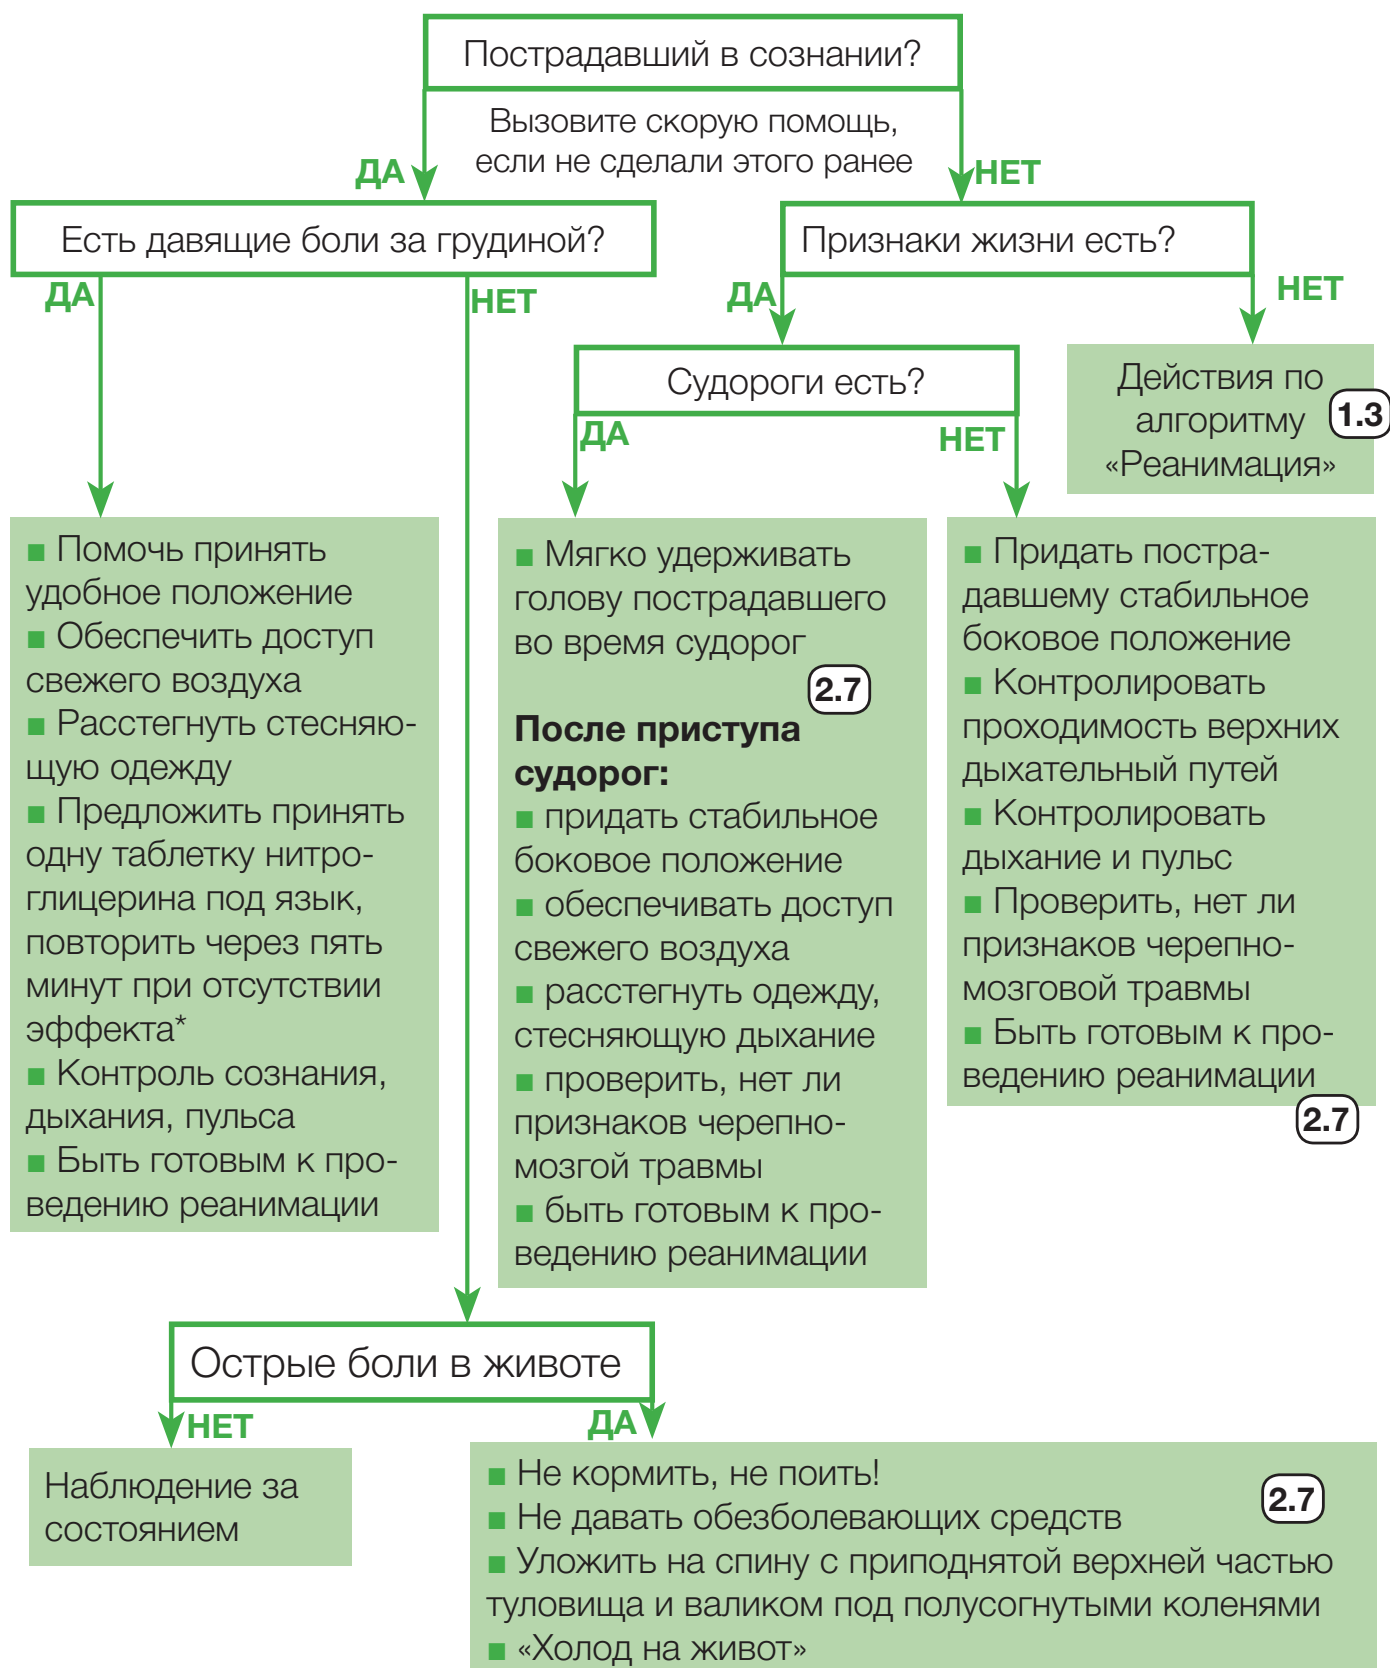 Пострадавший в сознании?
Вызовите скорую помощь,
если не сделали этого ранее
ДА
НЕТ
Есть давящие боли за грудиной?
Признаки жизни есть?
ДА
НЕТ
ДА
НЕТ
Судороги есть?
ДА
НЕТ
Действия по
алгоритму
«Реанимация»
1.3
■ Помочь принять
удобное положение
■ Обеспечить доступ
свежего воздуха
■ Расстегнуть стесняю-
щую одежду
■ Предложить принять
одну таблетку нитро-
глицерина под язык,
повторить через пять
минут при отсутствии
эффекта*
■ Контроль сознания,
дыхания, пульса
■ Быть готовым к про-
ведению реанимации
■ Мягко удерживать
голову пострадавшего
во время судорог
2.7
После приступа
судорог:
■ придать стабильное
боковое положение
■ обеспечивать доступ
свежего воздуха
■ расстегнуть одежду,
стесняющую дыхание
■ проверить, нет ли
признаков черепно-
мозгой травмы
■ быть готовым к про-
ведению реанимации
■ Придать постра-
давшему стабильное
боковое положение
■ Контролировать
проходимость верхних
дыхательный путей
■ Контролировать
дыхание и пульс
■ Проверить, нет ли
признаков черепно-
мозговой травмы
■ Быть готовым к про-
ведению реанимации
2.7
Острые боли в животе
НЕТ
ДА
Наблюдение за
состоянием
■ Не кормить, не поить!
2.7
■ Не давать обезболевающих средств
■ Уложить на спину с приподнятой верхней частью
туловища и валиком под полусогнутыми коленями
■ «Холод на живот»